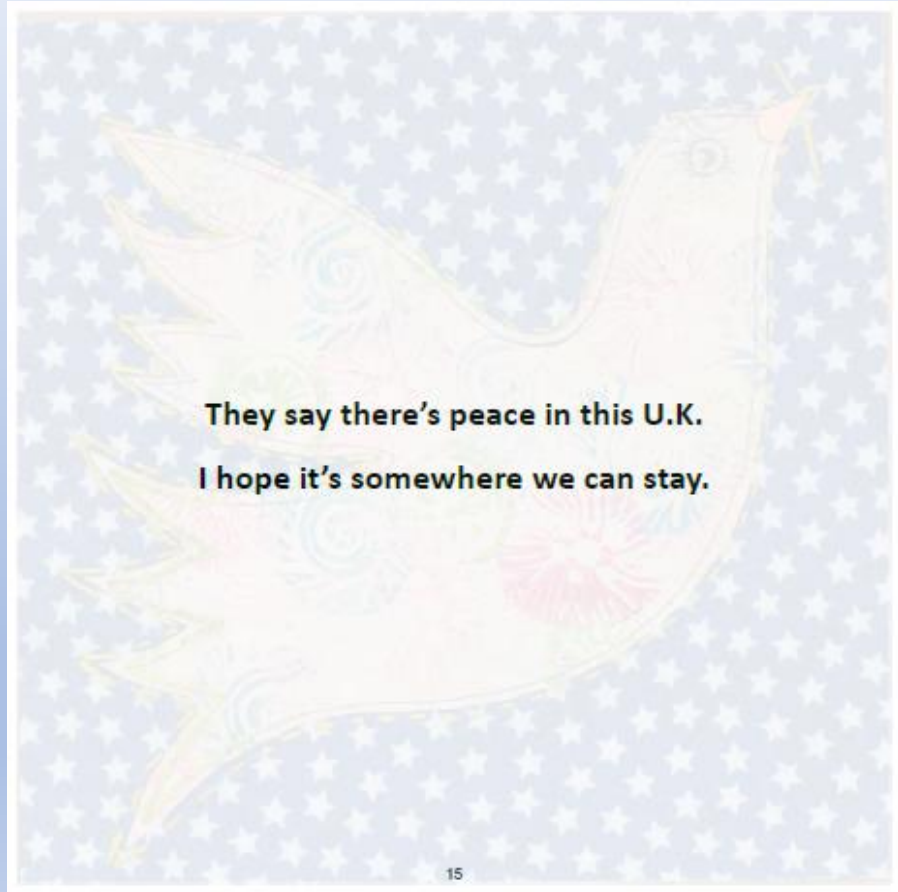 They say there’s peace in this U.K.
I hope it’s somewhere we can stay.
15